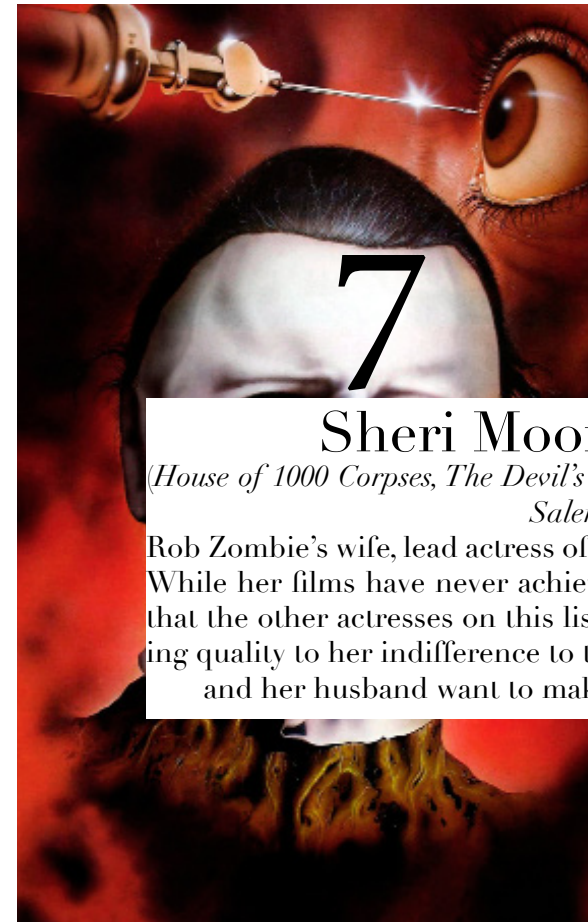 7
Sheri Moo
(House of 1000 Corpses, The Devil's
Saler
Rob Zombie's wife, lead actress of
While her films have never achie
that the other actresses on this lis
ing quality to her indifference to t
and her husband want to mak